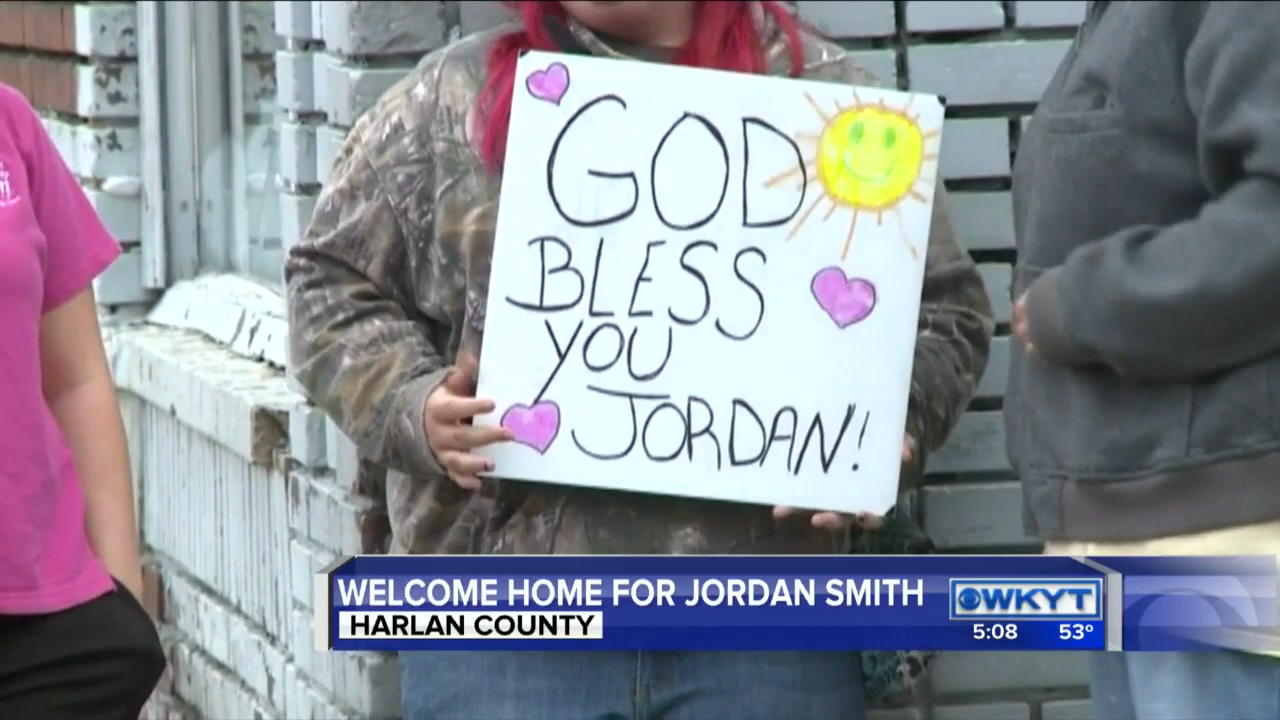 GOD
BLESS
YOU
JORDAN!
WELCOME HOME FOR JORDAN SMITH
HARLAN COUNTY
WKYT
5:08 53°